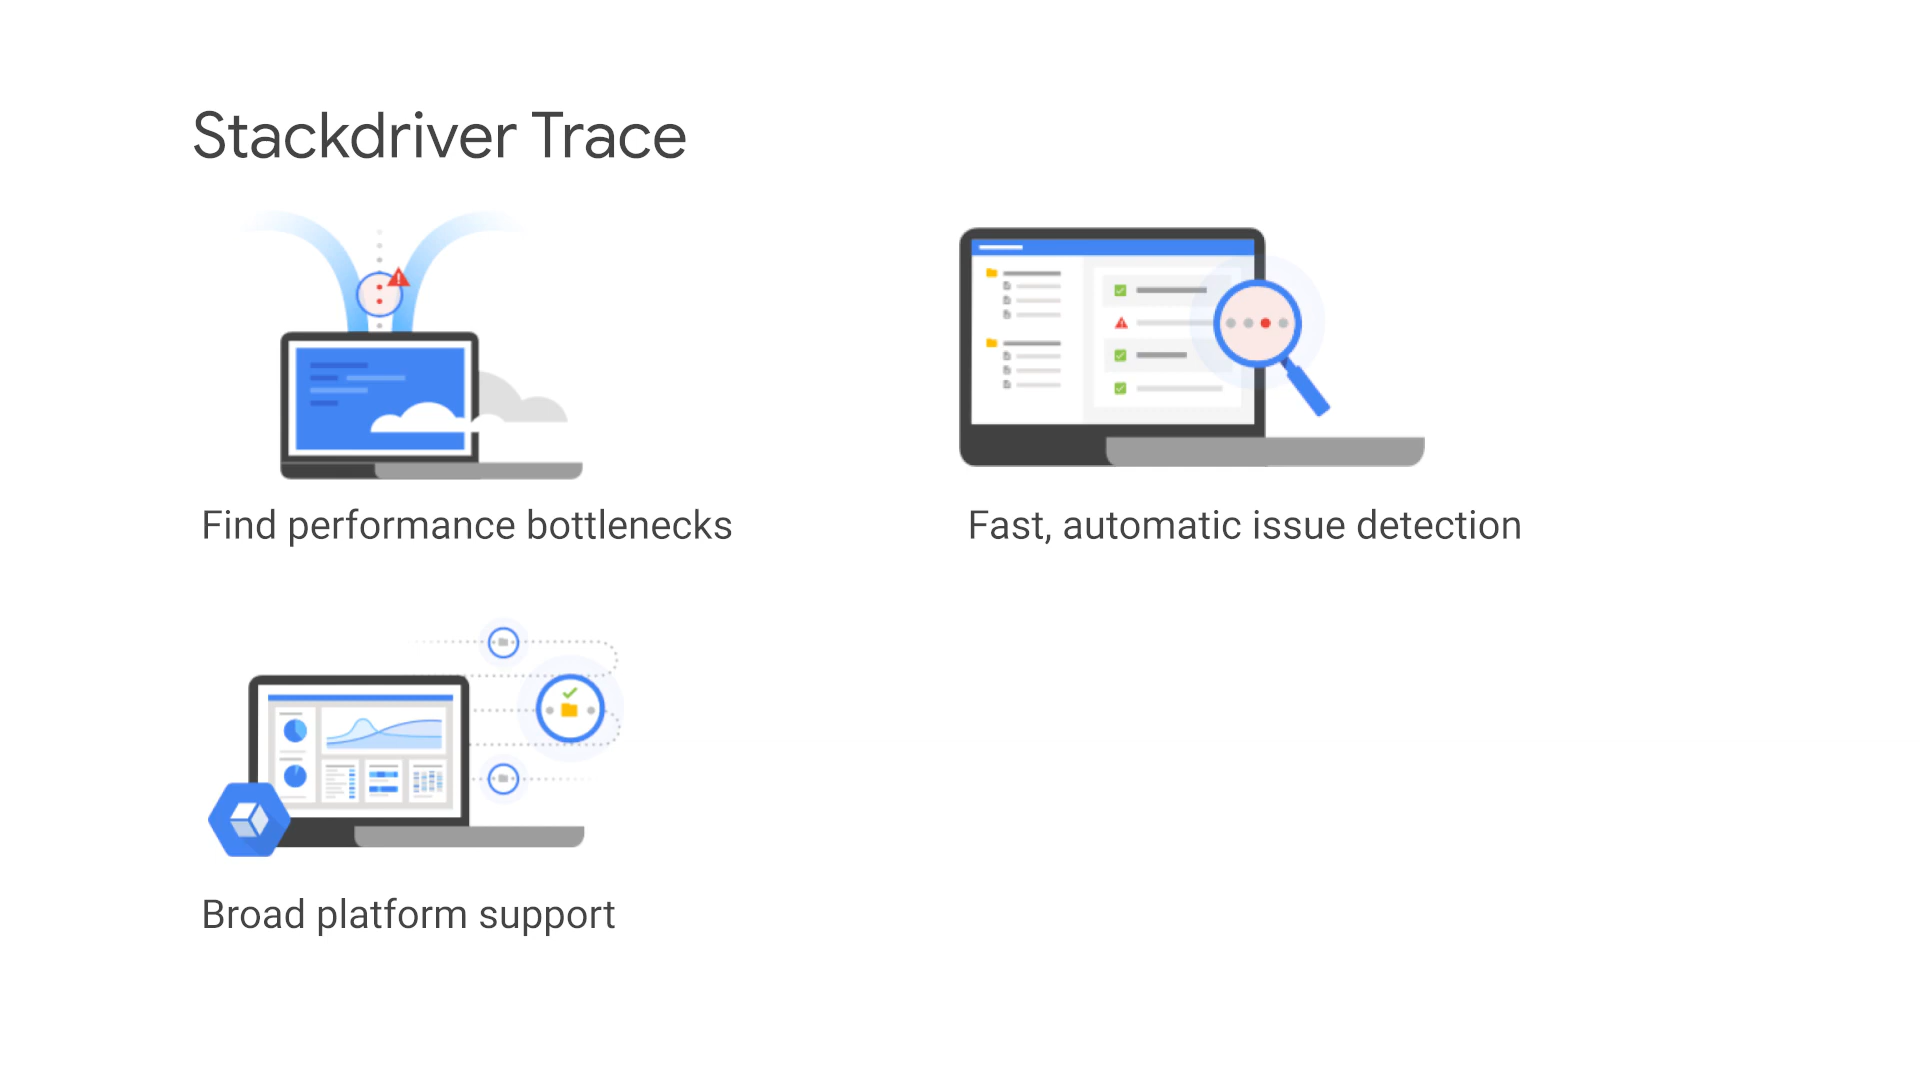 Stackdriver Trace
Find performance bottlenecks
Fast, automatic issue detection
Broad platform support